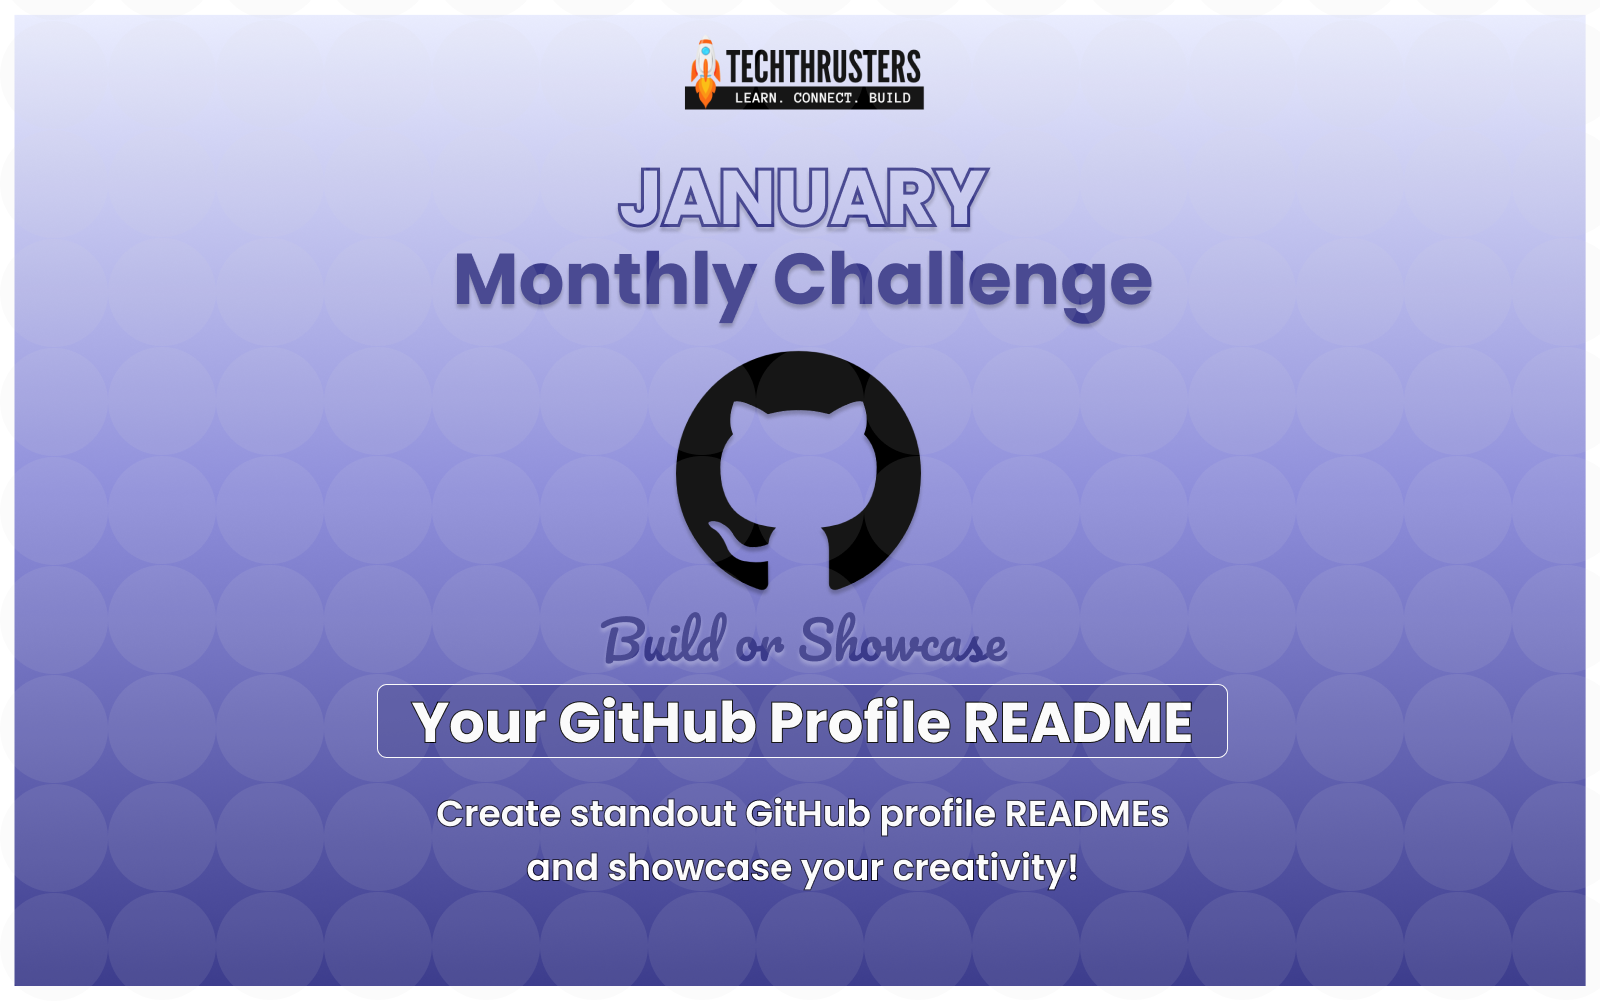 TECHTHRUSTERS
LEARN. CONNECT. BUILD
JANUARY
Monthly Challenge
Build or Showcase
Your GitHub Profile README
Create standout GitHub profile READMEs
and showcase your creativity!